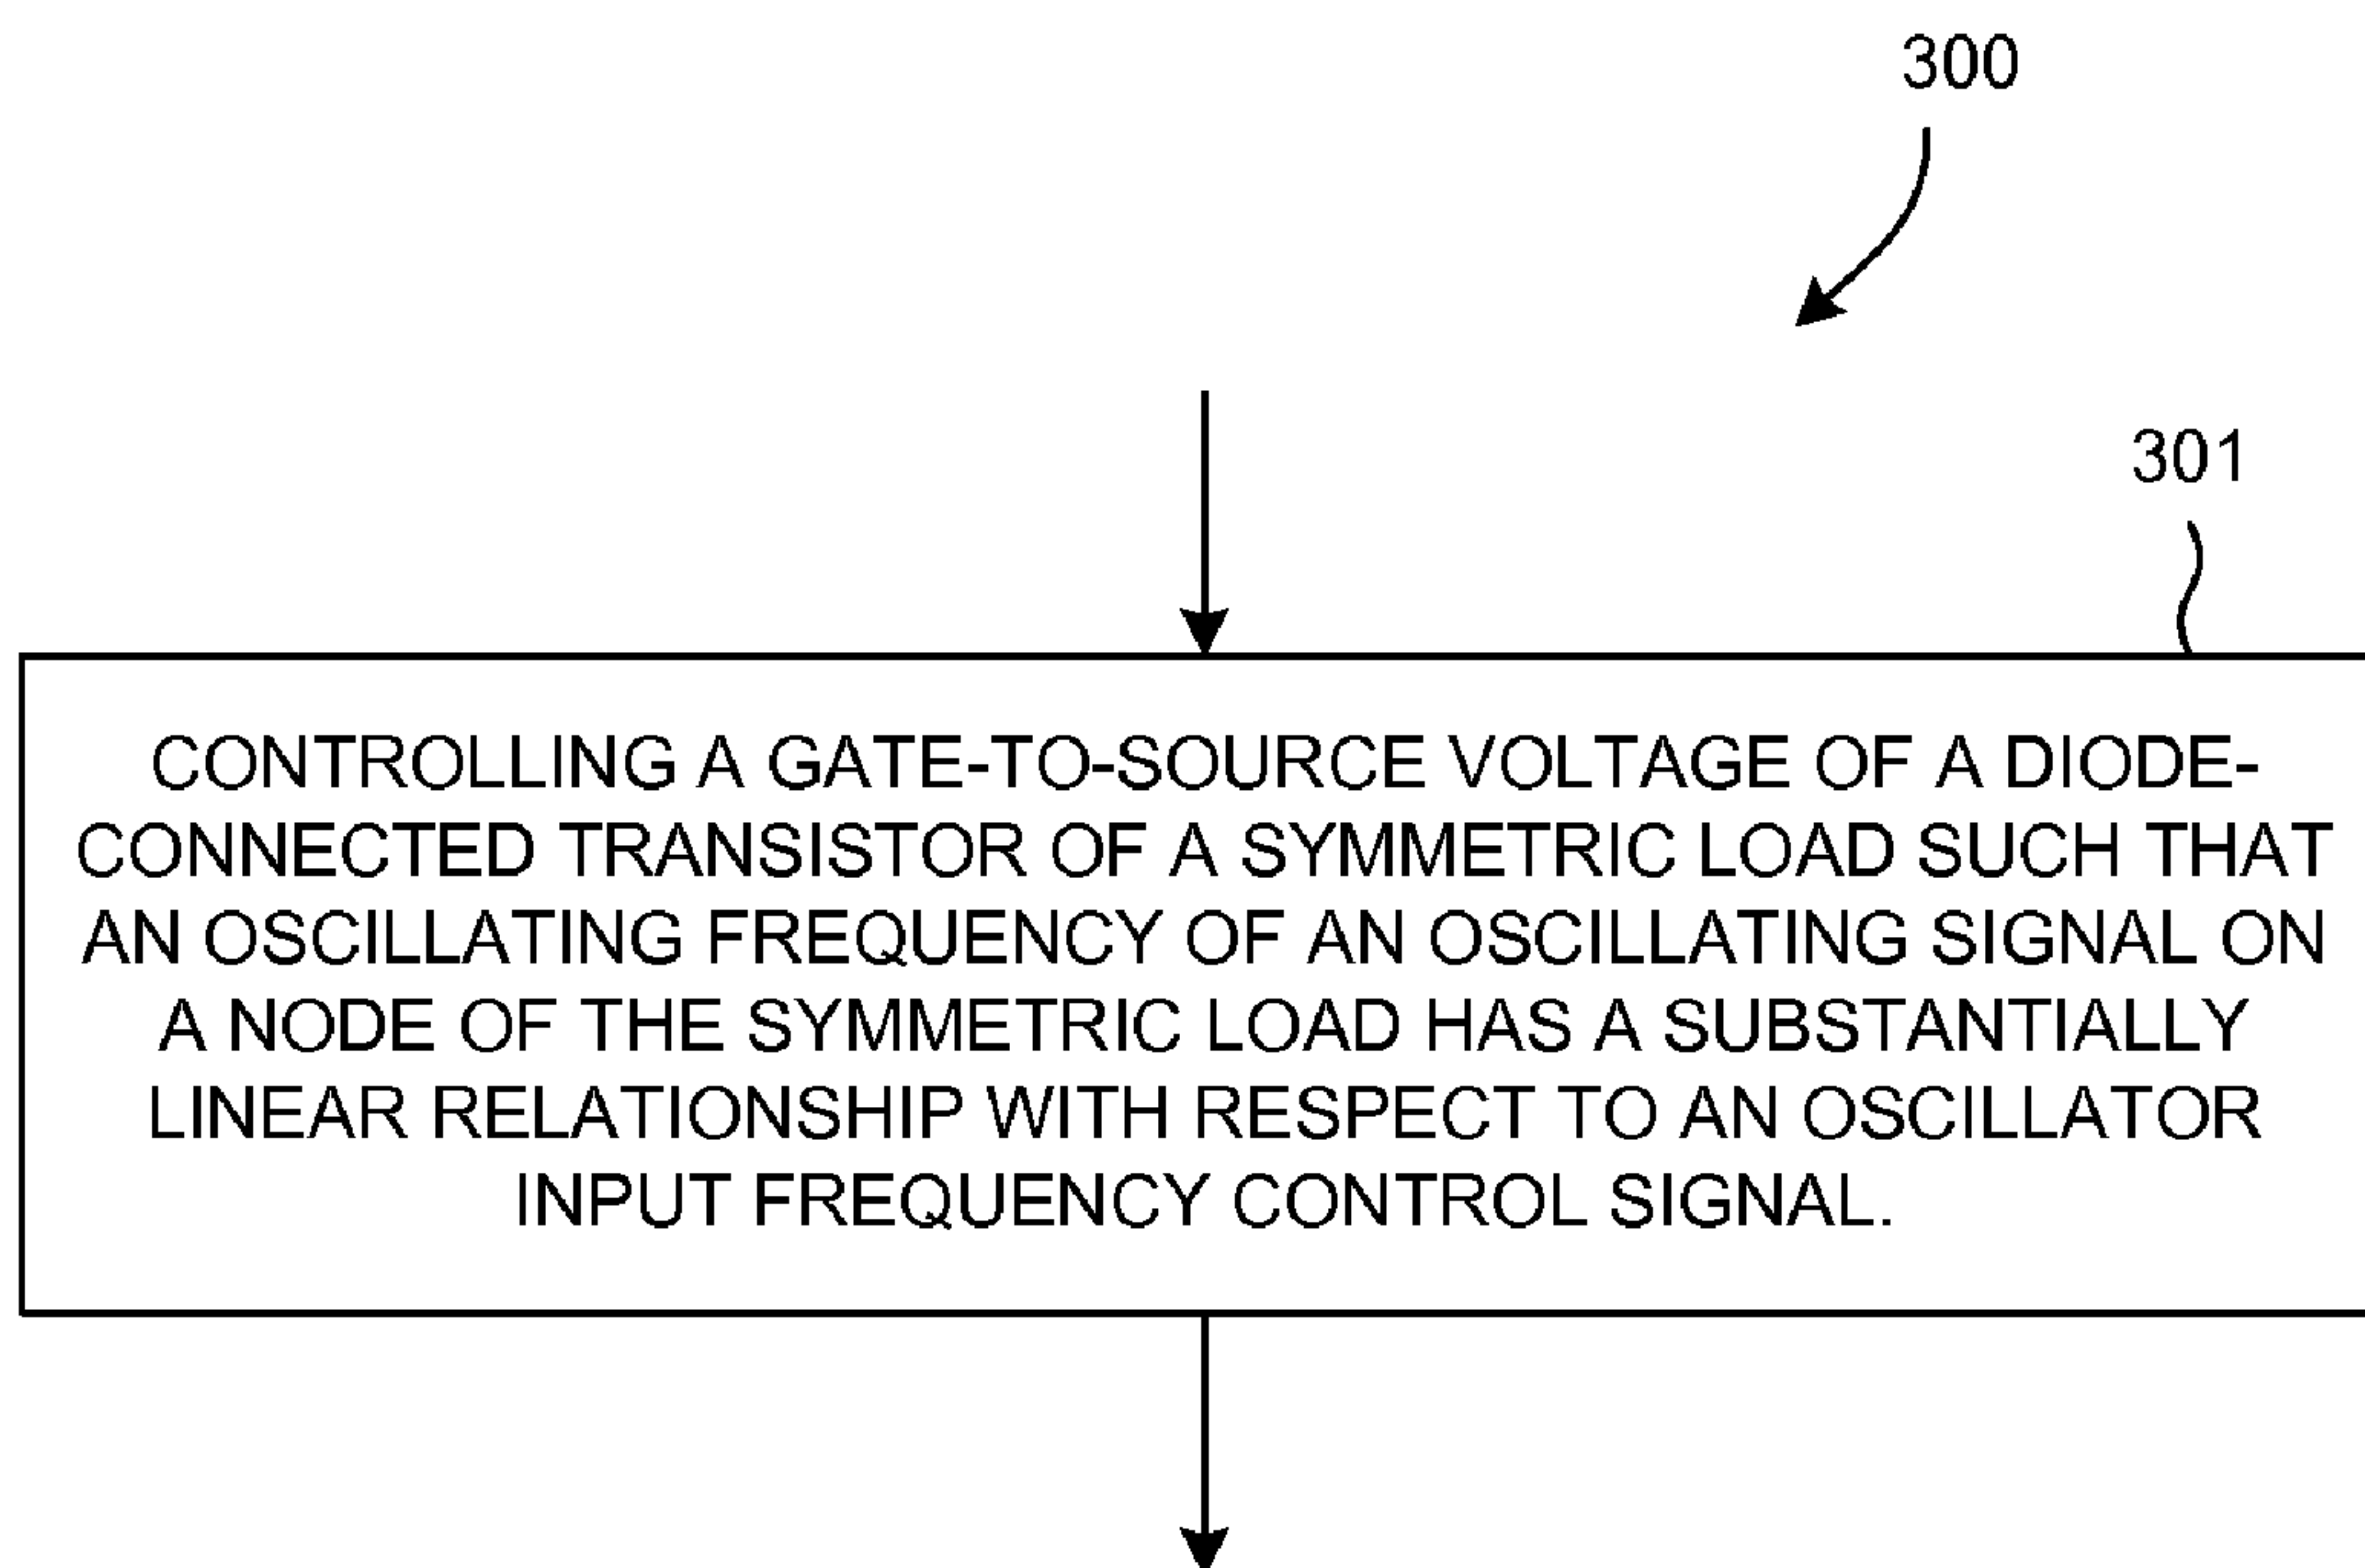 300
301
CONTROLLING A GATE-TO-SOURCE VOLTAGE OF A DIODE-
CONNECTED TRANSISTOR OF A SYMMETRIC LOAD SUCH THAT
AN OSCILLATING FREQUENCY OF AN OSCILLATING SIGNAL ON
A NODE OF THE SYMMETRIC LOAD HAS A SUBSTANTIALLY
LINEAR RELATIONSHIP WITH RESPECT TO AN OSCILLATOR
INPUT FREQUENCY CONTROL SIGNAL.